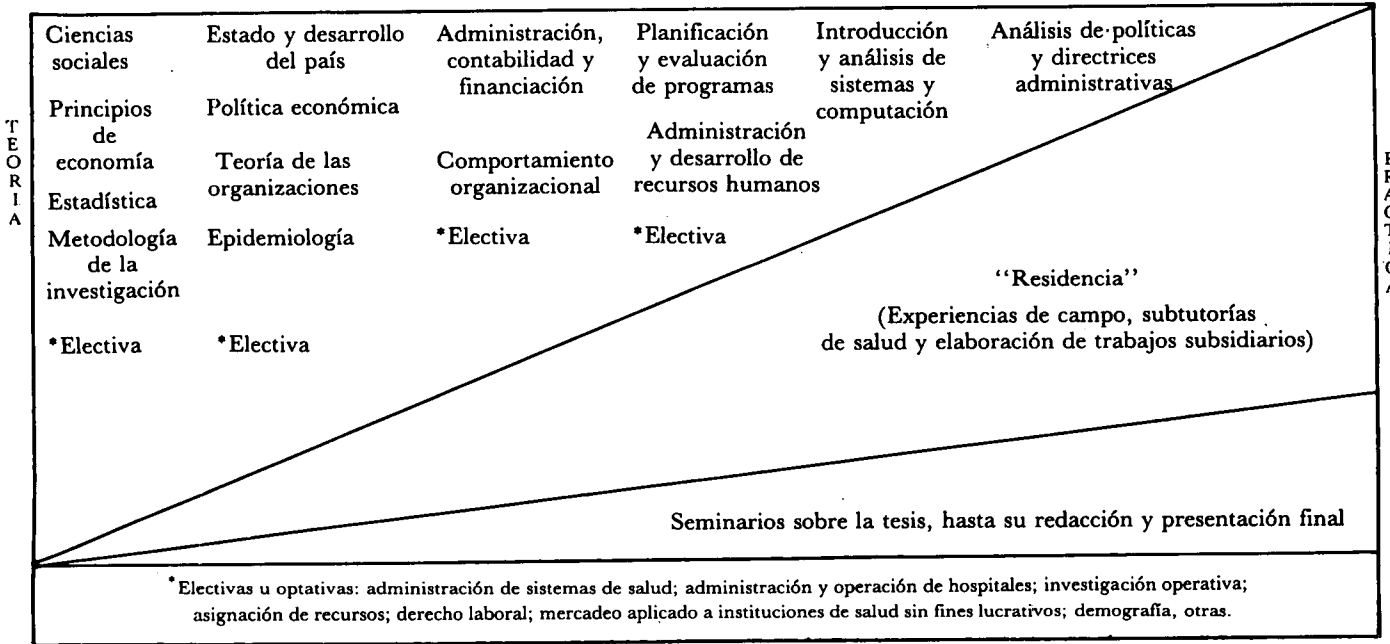 TEORIA
Ciencias
sociales
Principios
de
economía
Estadística
Metodología
de la
investigación
*Electiva
Estado y desarrollo
del país
Política económica
Teoría de las
organizaciones
Epidemiología
*Electiva
Administración,
contabilidad y
financiación
Comportamiento
organizacional
*Electiva
Planificación
y evaluación
de programas
Administración
y desarrollo de
recursos humanos
*Electiva
Introducción
y análisis de
sistemas y
computación
Análisis de políticas
y directrices
administrativas
"Residencia"
(Experiencias de campo, subtutorías
de salud y elaboración de trabajos subsidiarios)
PRACTICA
Seminarios sobre la tesis, hasta su redacción y presentación final
*Electivas u optativas: administración de sistemas de salud; administración y operación de hospitales; investigación operativa;
asignación de recursos; derecho laboral; mercadeo aplicado a instituciones de salud sin fines lucrativos; demografía, otras.